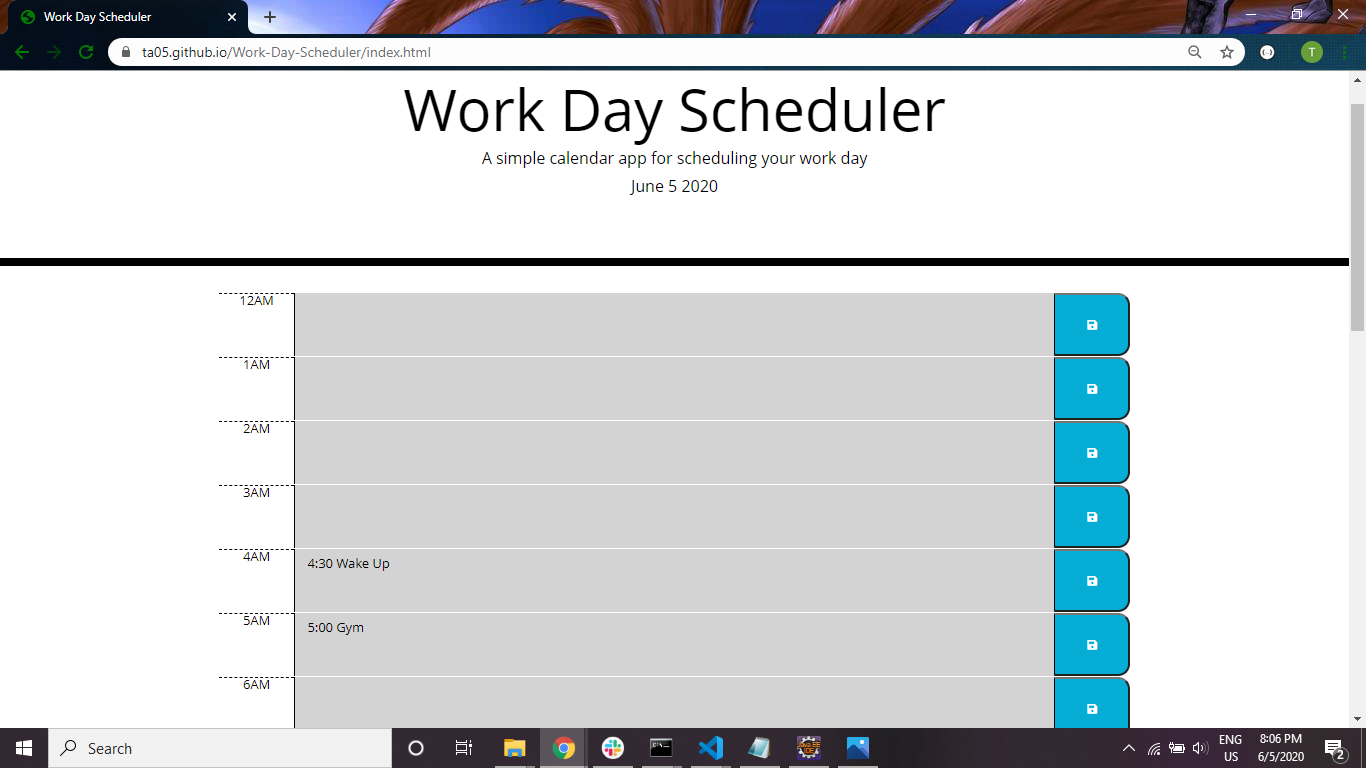 Work Day Scheduler
ta05.github.io/Work-Day-Scheduler/index.html
T
Work Day Scheduler
A simple calendar app for scheduling your work day
June 5 2020
12AM
1AM
2AM
3AM
4AM 4:30 Wake Up
5AM 5:00 Gym
6AM
Search
ENG
US
8:06 PM
6/5/2020
2